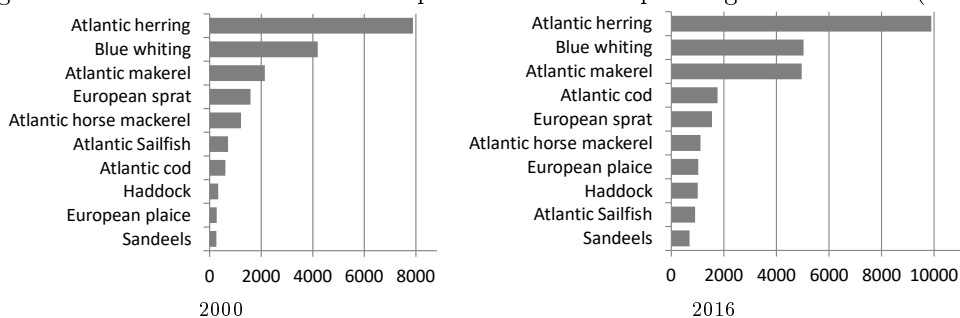 Atlantic herring
Blue whiting
Atlantic makerel
European sprat
Atlantic horse mackerel
Atlantic Sailfish
Atlantic cod
Haddock
European plaice
Sandeels
0 2000 4000 6000 8000
2000
Atlantic herring
Blue whiting
Atlantic makerel
Atlantic cod
European sprat
Atlantic horse mackerel
European plaice
Haddock
Atlantic Sailfish
Sandeels
0 2000 4000 6000 8000 10000
2016